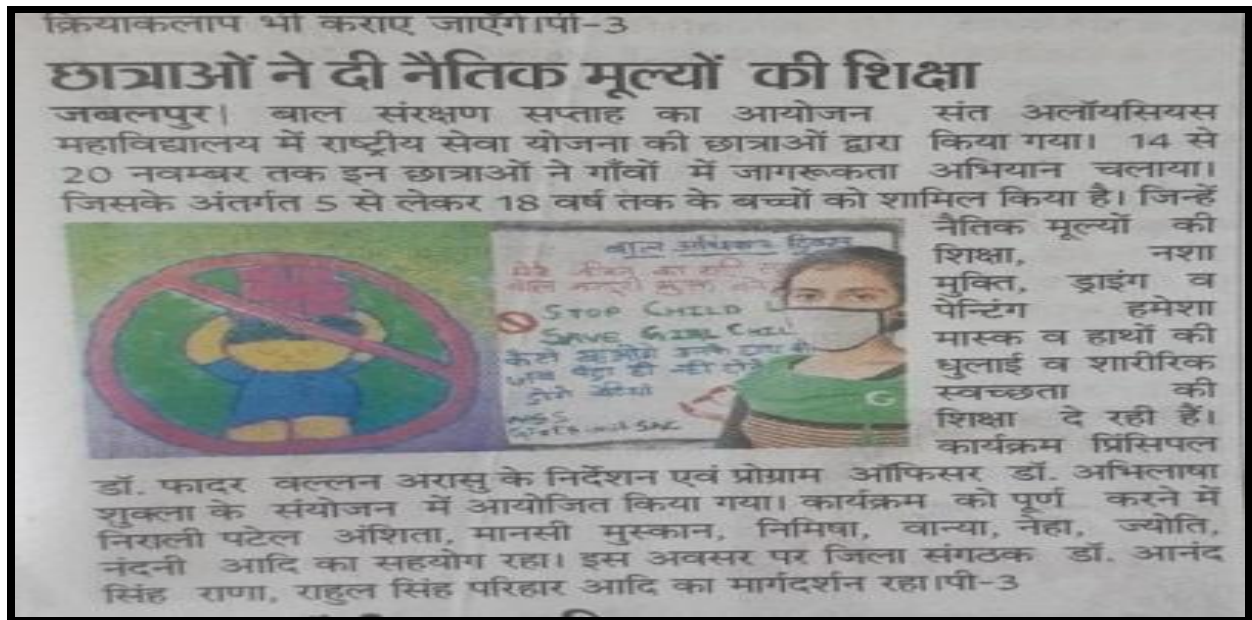 क्रियाकलाप भी कराए जाएंगे।पी-3
छात्राओं ने दी नैतिक मूल्यों की शिक्षा
जबलपुर। बाल संरक्षण सप्ताह का आयोजन संत अलॉयसियस
महाविद्यालय में राष्ट्रीय सेवा योजना की छात्राओं द्वारा किया गया। 14 से
20 नवम्बर तक इन छात्राओं ने गाँवों में जागरूकता अभियान चलाया।
जिसके अंतर्गत 5 से लेकर 18 वर्ष तक के बच्चों को शामिल किया है। जिन्हें
नैतिक मूल्यों की
शिक्षा, नशा
मुक्ति, ड्राइंग व
पेन्टिंग हमेशा
मास्क व हाथों की
धुलाई व शारीरिक
स्वच्छता की
शिक्षा दे रही हैं।
कार्यक्रम प्रिंसिपल
बाल अधिकार दिवस
STOP CHILD
SAVE GIRL CHIL
NSS
डॉ. फादर वल्लन अरासु के निर्देशन एवं प्रोग्राम ऑफिसर डॉ. अभिलाषा
शुक्ला के संयोजन में आयोजित किया गया। कार्यक्रम को पूर्ण करने में
निराली पटेल अंशिता, मानसी मुस्कान, निमिषा, वान्या, नेहा, ज्योति,
नंदनी आदि का सहयोग रहा। इस अवसर पर जिला संगठक डॉ. आनंद
सिंह राणा, राहुल सिंह परिहार आदि का मार्गदर्शन रहा।पी-3